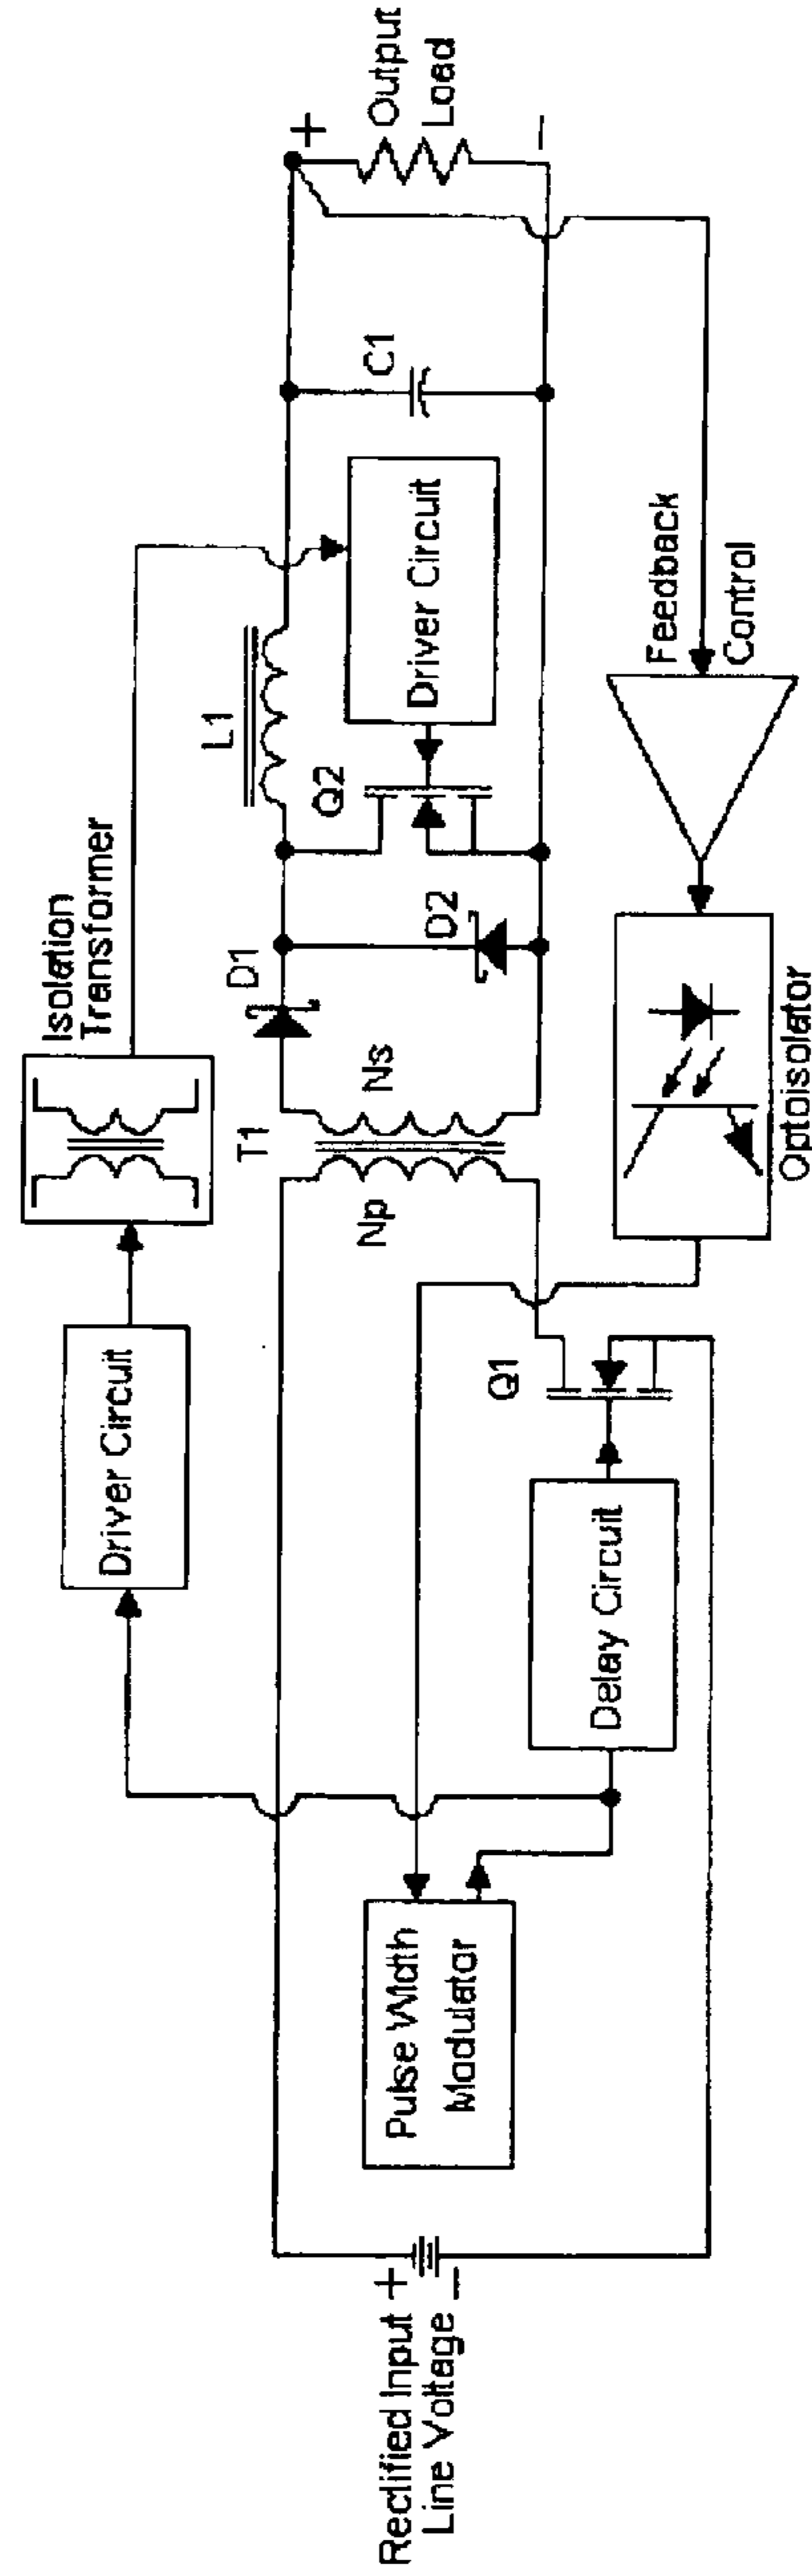 Rectified Input
Line Voltage
+
−
Pulse Width
Modulator
Driver Circuit
Delay Circuit
Q1
Isolation
Transformer
T1
Np
Ns
D1
D2
Q2
L1
Driver Circuit
C1
+
−
Output
Load
Feedback
Control
Optoisolator